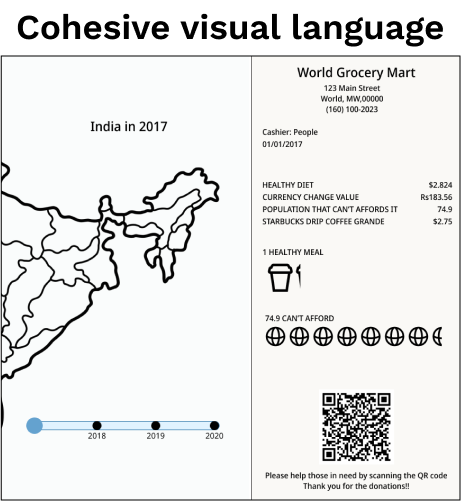 Cohesive visual language
India in 2017
2018 2019 2020
World Grocery Mart
123 Main Street
World, MW,00000
(160) 100-2023
Cashier: People
01/01/2017
HEALTHY DIET $2.824
CURRENCY CHANGE VALUE Rs183.56
POPULATION THAT CAN'T AFFORDS IT 74.9
STARBUCKS DRIP COFFEE GRANDE $2.75
1 HEALTHY MEAL
74.9 CAN'T AFFORD
Please help those in need by scanning the QR code
Thank you for the donations!!